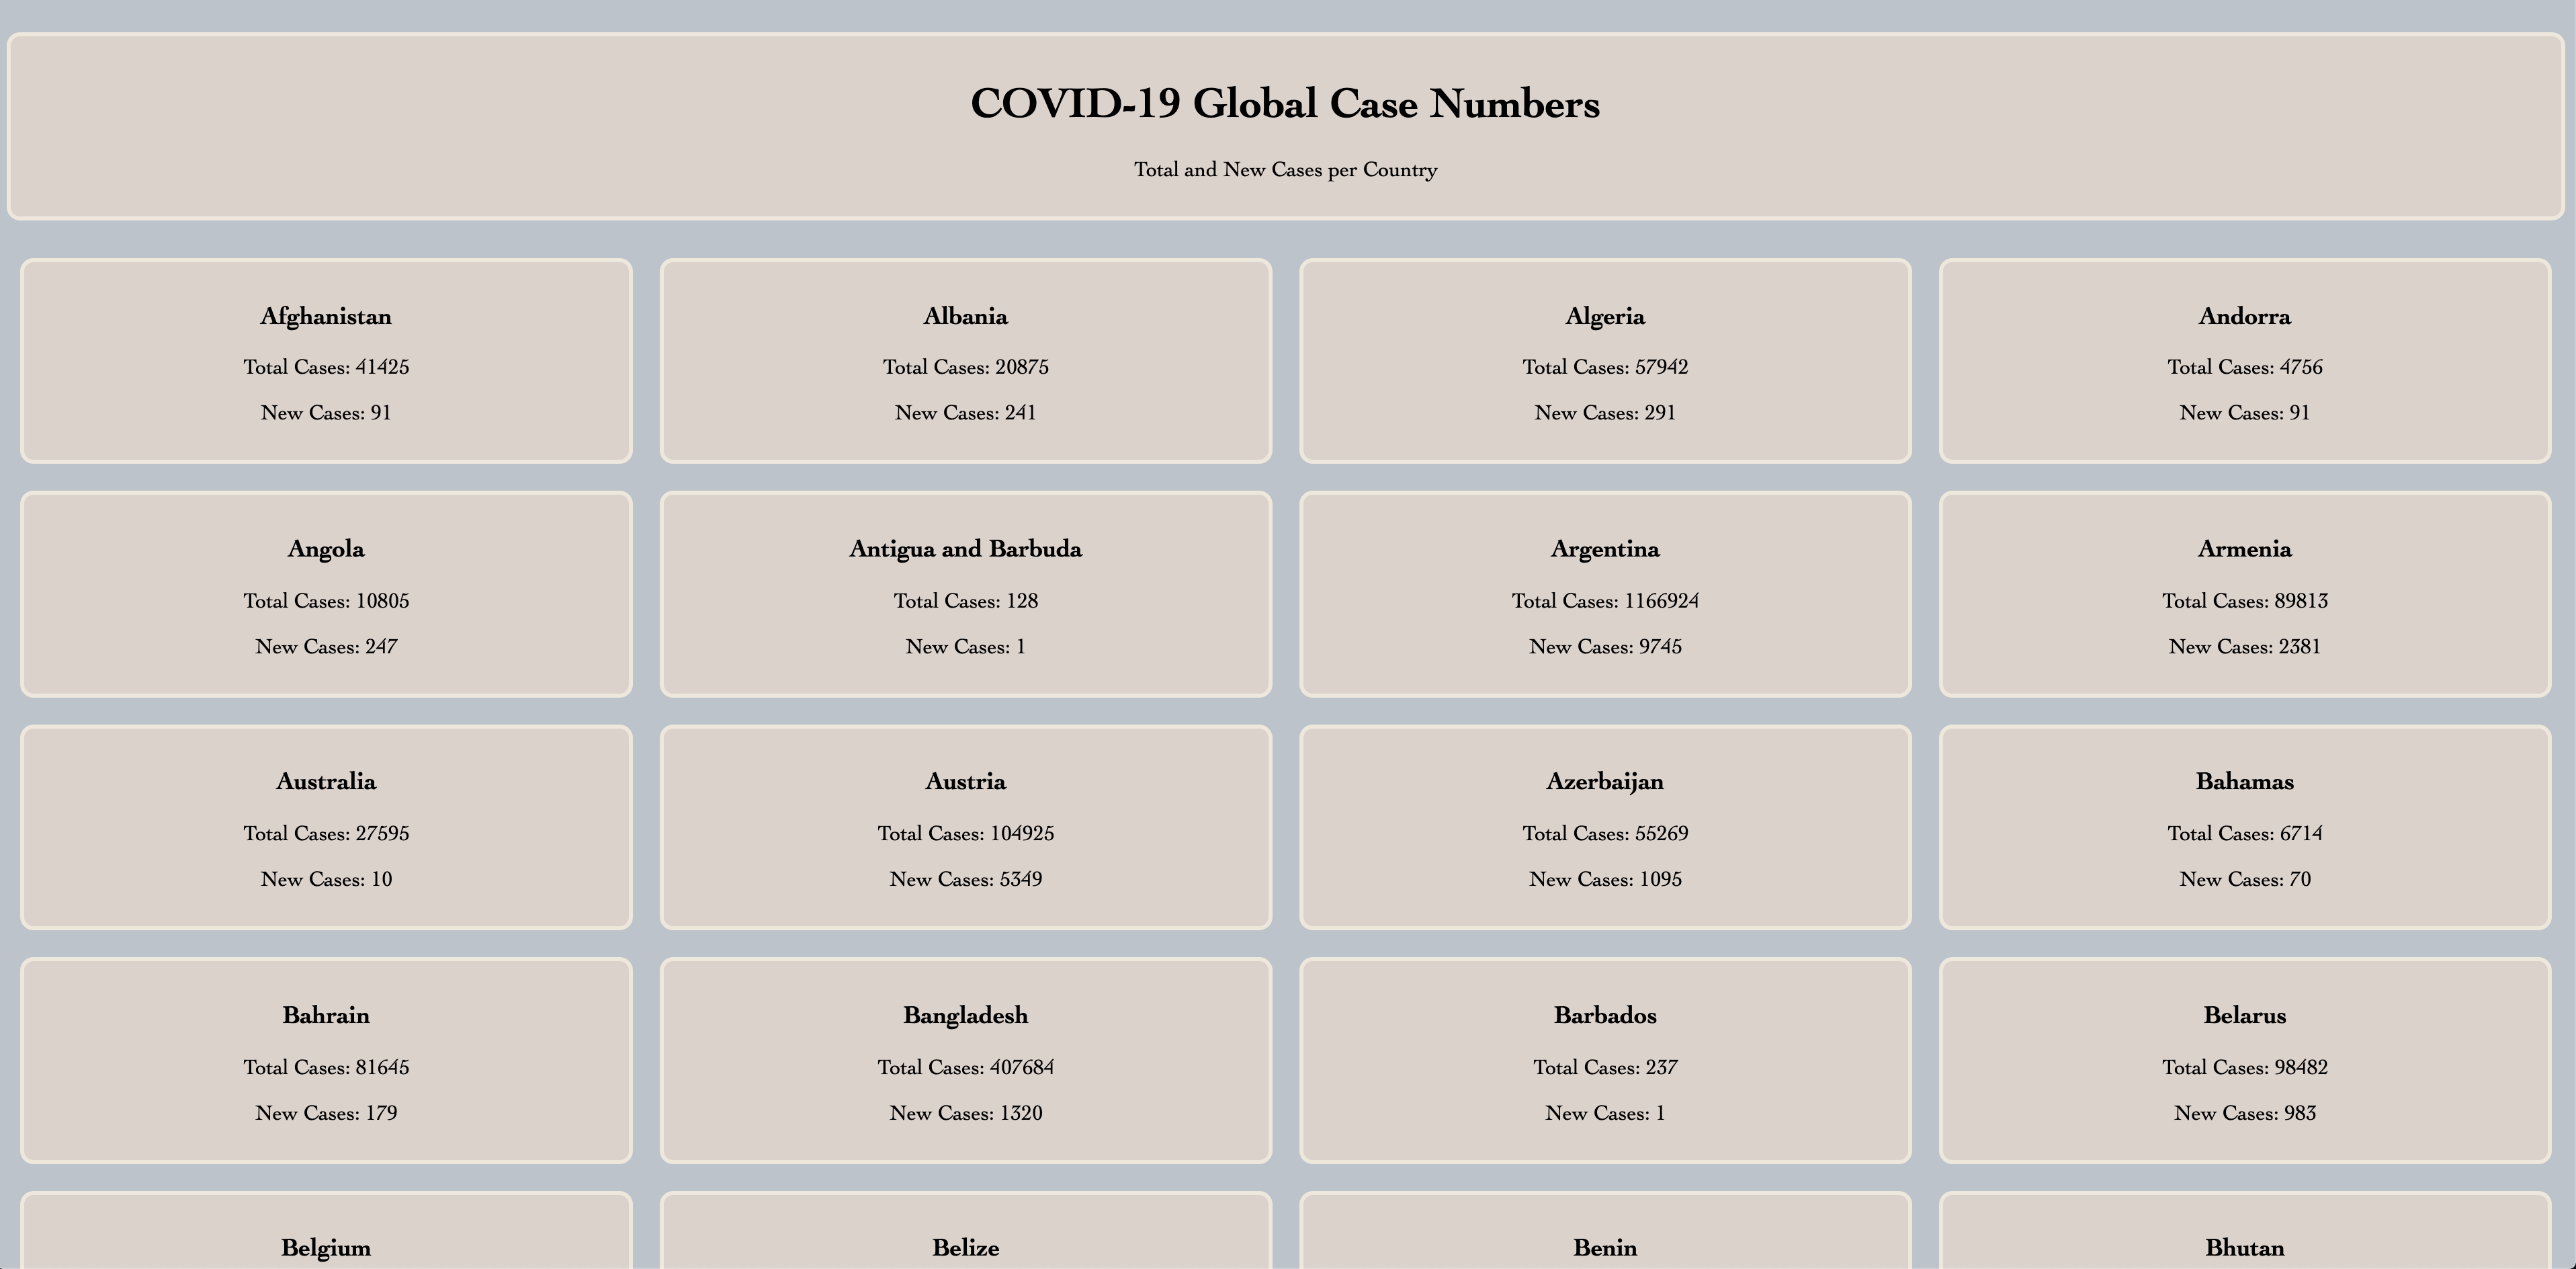 COVID-19 Global Case Numbers
Total and New Cases per Country
Afghanistan
Total Cases: 41425
New Cases: 91
Albania
Total Cases: 20875
New Cases: 241
Algeria
Total Cases: 57942
New Cases: 291
Andorra
Total Cases: 4756
New Cases: 91
Angola
Total Cases: 10805
New Cases: 247
Antigua and Barbuda
Total Cases: 128
New Cases: 1
Argentina
Total Cases: 1166924
New Cases: 9745
Armenia
Total Cases: 89813
New Cases: 2381
Australia
Total Cases: 27595
New Cases: 10
Austria
Total Cases: 104925
New Cases: 5349
Azerbaijan
Total Cases: 55269
New Cases: 1095
Bahamas
Total Cases: 6714
New Cases: 70
Bahrain
Total Cases: 81645
New Cases: 179
Bangladesh
Total Cases: 407684
New Cases: 1320
Barbados
Total Cases: 237
New Cases: 1
Belarus
Total Cases: 98482
New Cases: 983
Belgium
Belize
Benin
Bhutan